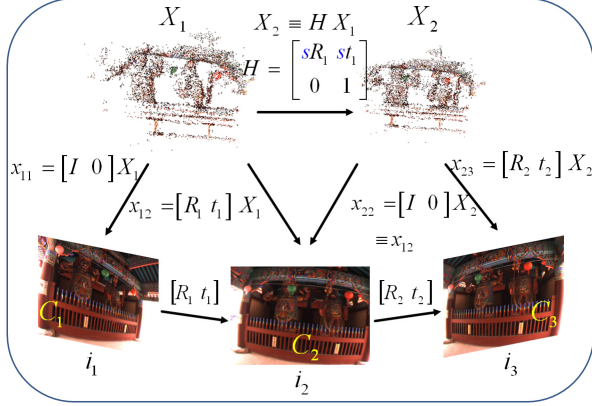 X_1
X_2 ≡ H X_1
X_2
H = [sR_1 st_1
0 1]
x_11 = [I 0] X_1
x_12 = [R_1 t_1] X_1
x_22 = [I 0] X_2
≡ x_12
x_23 = [R_2 t_2] X_2
[R_1 t_1]
[R_2 t_2]
C_1
C_2
C_3
i_1
i_2
i_3